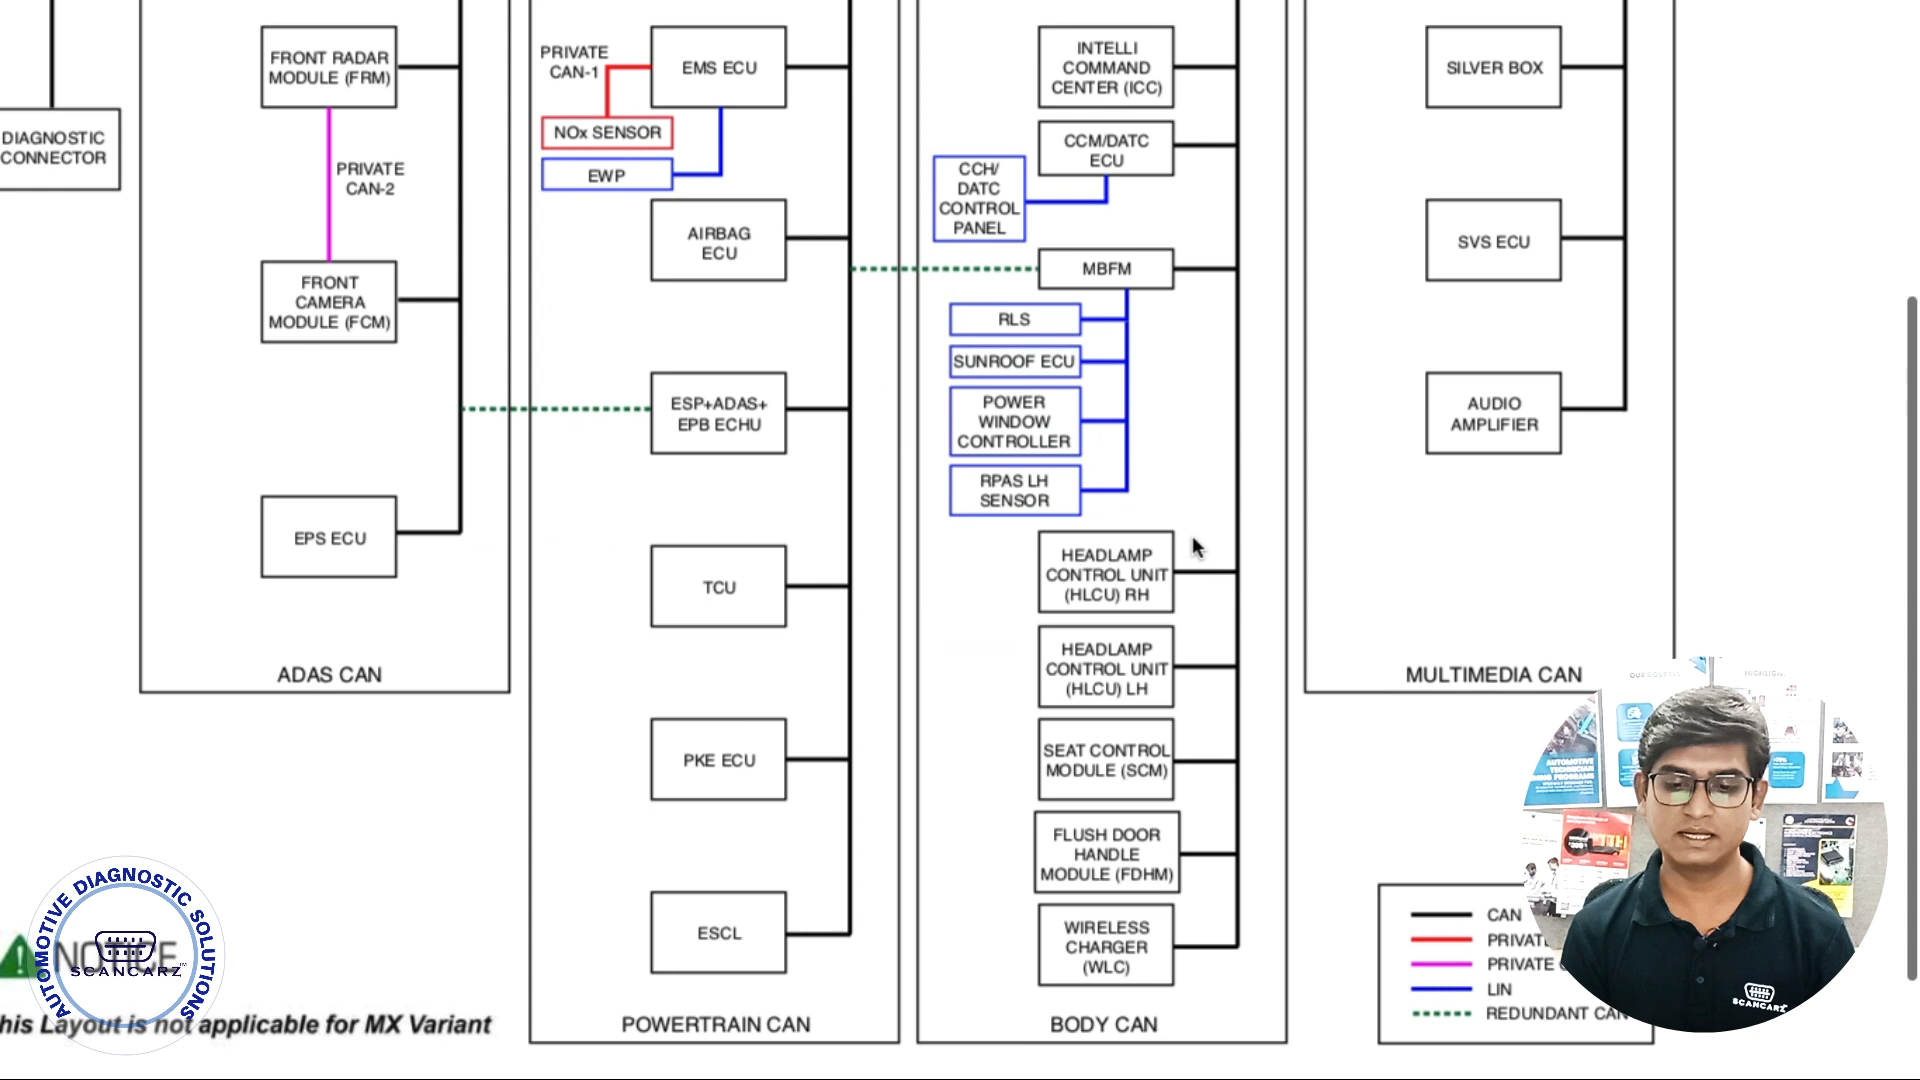 DIAGNOSTIC
CONNECTOR
FRONT RADAR
MODULE (FRM)
PRIVATE
CAN-2
FRONT
CAMERA
MODULE (FCM)
EPS ECU
ADAS CAN
PRIVATE
CAN-1
EMS ECU
NOx SENSOR
EWP
AIRBAG
ECU
ESP+ADAS+
EPB ECHU
TCU
PKE ECU
ESCL
POWERTRAIN CAN
INTELLI
COMMAND
CENTER (ICC)
CCM/DATC
ECU
CCH/
DATC
CONTROL
PANEL
MBFM
RLS
SUNROOF ECU
POWER
WINDOW
CONTROLLER
RPAS LH
SENSOR
HEADLAMP
CONTROL UNIT
(HLCU) RH
HEADLAMP
CONTROL UNIT
(HLCU) LH
SEAT CONTROL
MODULE (SCM)
FLUSH DOOR
HANDLE
MODULE (FDHM)
WIRELESS
CHARGER
(WLC)
BODY CAN
SILVER BOX
SVS ECU
AUDIO
AMPLIFIER
MULTIMEDIA CAN
CAN
PRIVATE
PRIVATE
LIN
REDUNDANT CAN
AUTOMOTIVE DIAGNOSTIC SOLUTIONS
SCANCARZ
NOTICE
his Layout is not applicable for MX Variant
AUTOMOTIVE
TECHNICIAN
SCANCARZ